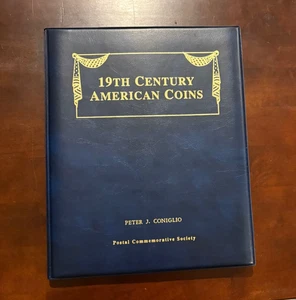 19TH CENTURY
AMERICAN COINS
PETER J. CONIGLIO
Postal Commemorative Society